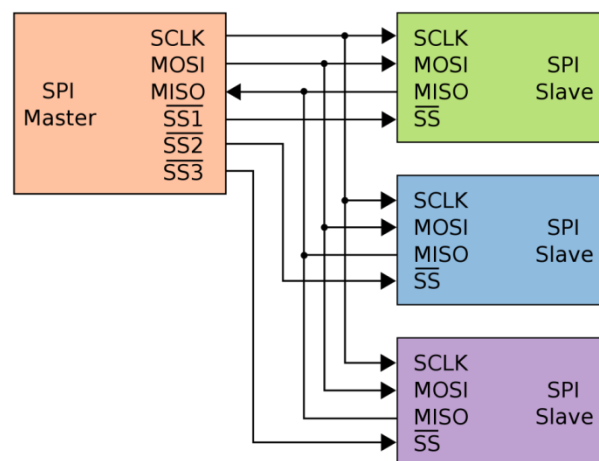 SPI
Master
SCLK
MOSI
MISO
SS1
SS2
SS3
SCLK
MOSI
MISO
SS
SPI
Slave
SCLK
MOSI
MISO
SS
SPI
Slave
SCLK
MOSI
MISO
SS
SPI
Slave